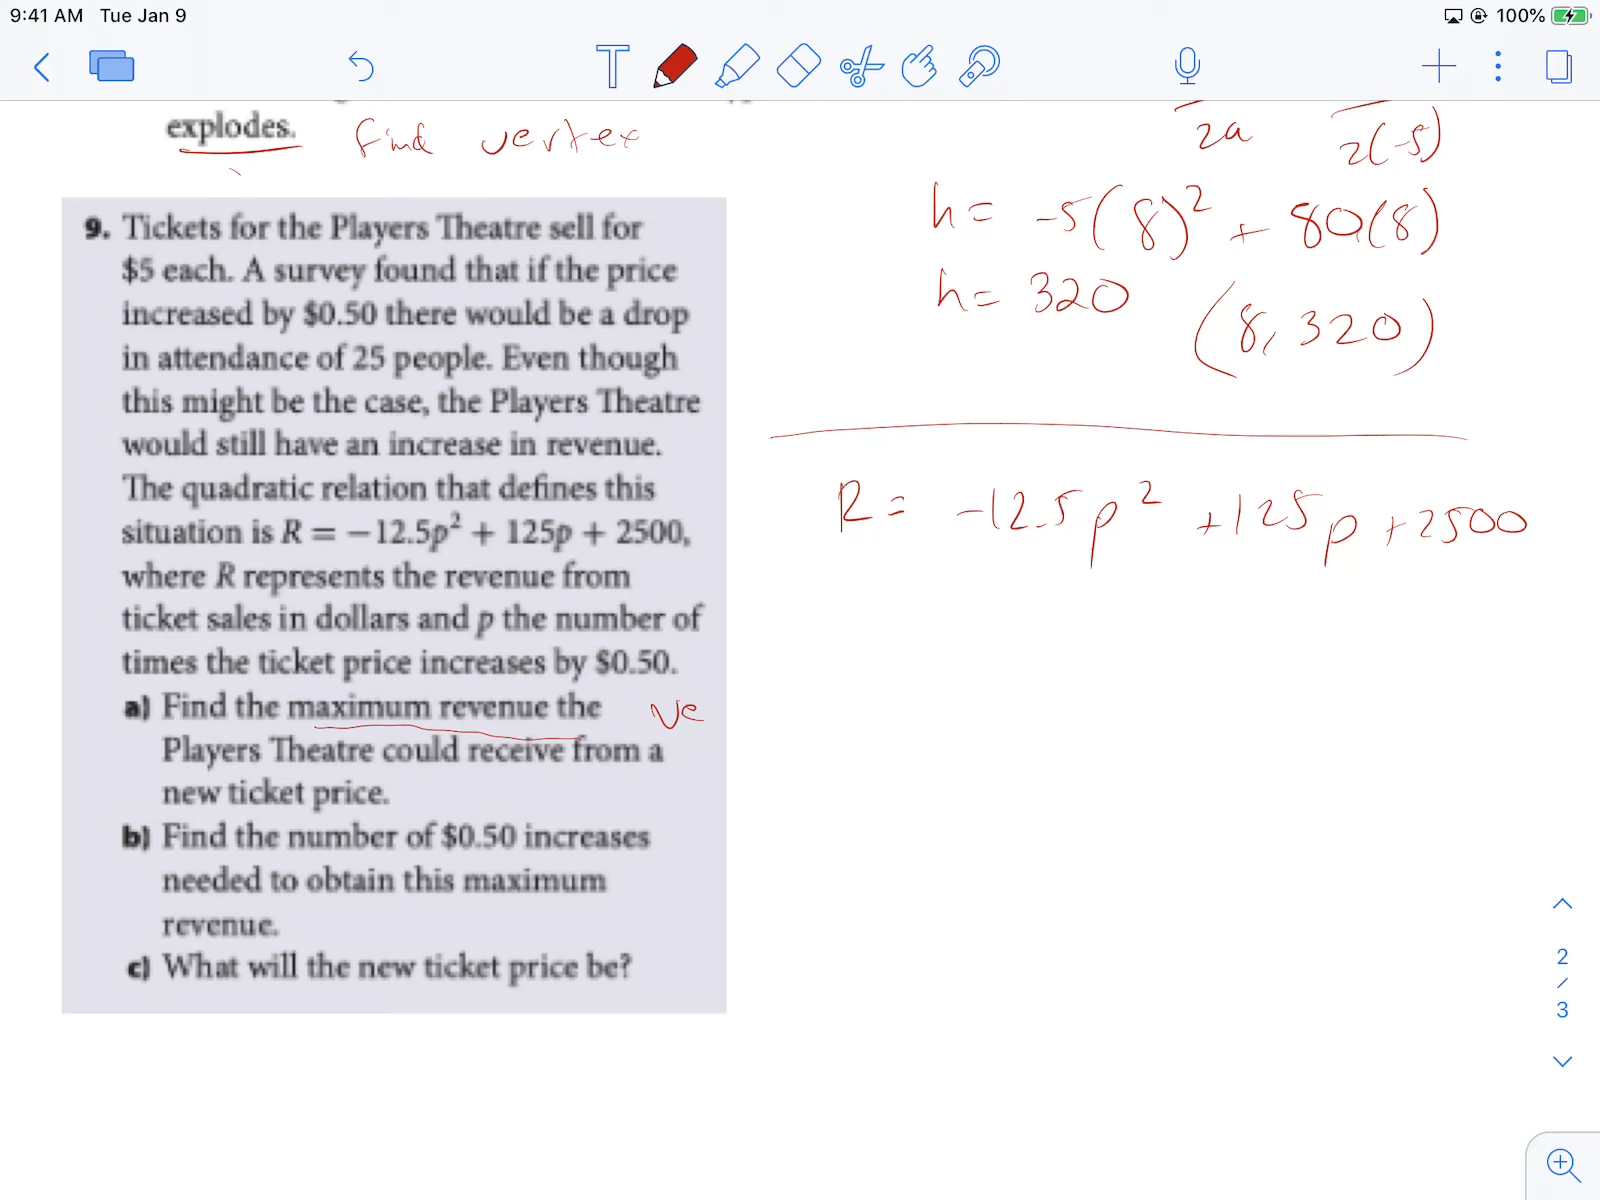 9:41 AM Tue Jan 9
100%
T
explodes.
find vertex
2a
2(-5)
h= -5(8)² + 80(8)
h= 320
(8, 320)
9. Tickets for the Players Theatre sell for
$5 each. A survey found that if the price
increased by $0.50 there would be a drop
in attendance of 25 people. Even though
this might be the case, the Players Theatre
would still have an increase in revenue.
The quadratic relation that defines this
situation is R = −12.5p² + 125p + 2500,
where R represents the revenue from
ticket sales in dollars and p the number of
times the ticket price increases by $0.50.
a) Find the maximum revenue the
Players Theatre could receive from a
new ticket price.
b) Find the number of $0.50 increases
needed to obtain this maximum
revenue.
c) What will the new ticket price be?
ve
R= -12.5p² +125p +2500
2
/
3